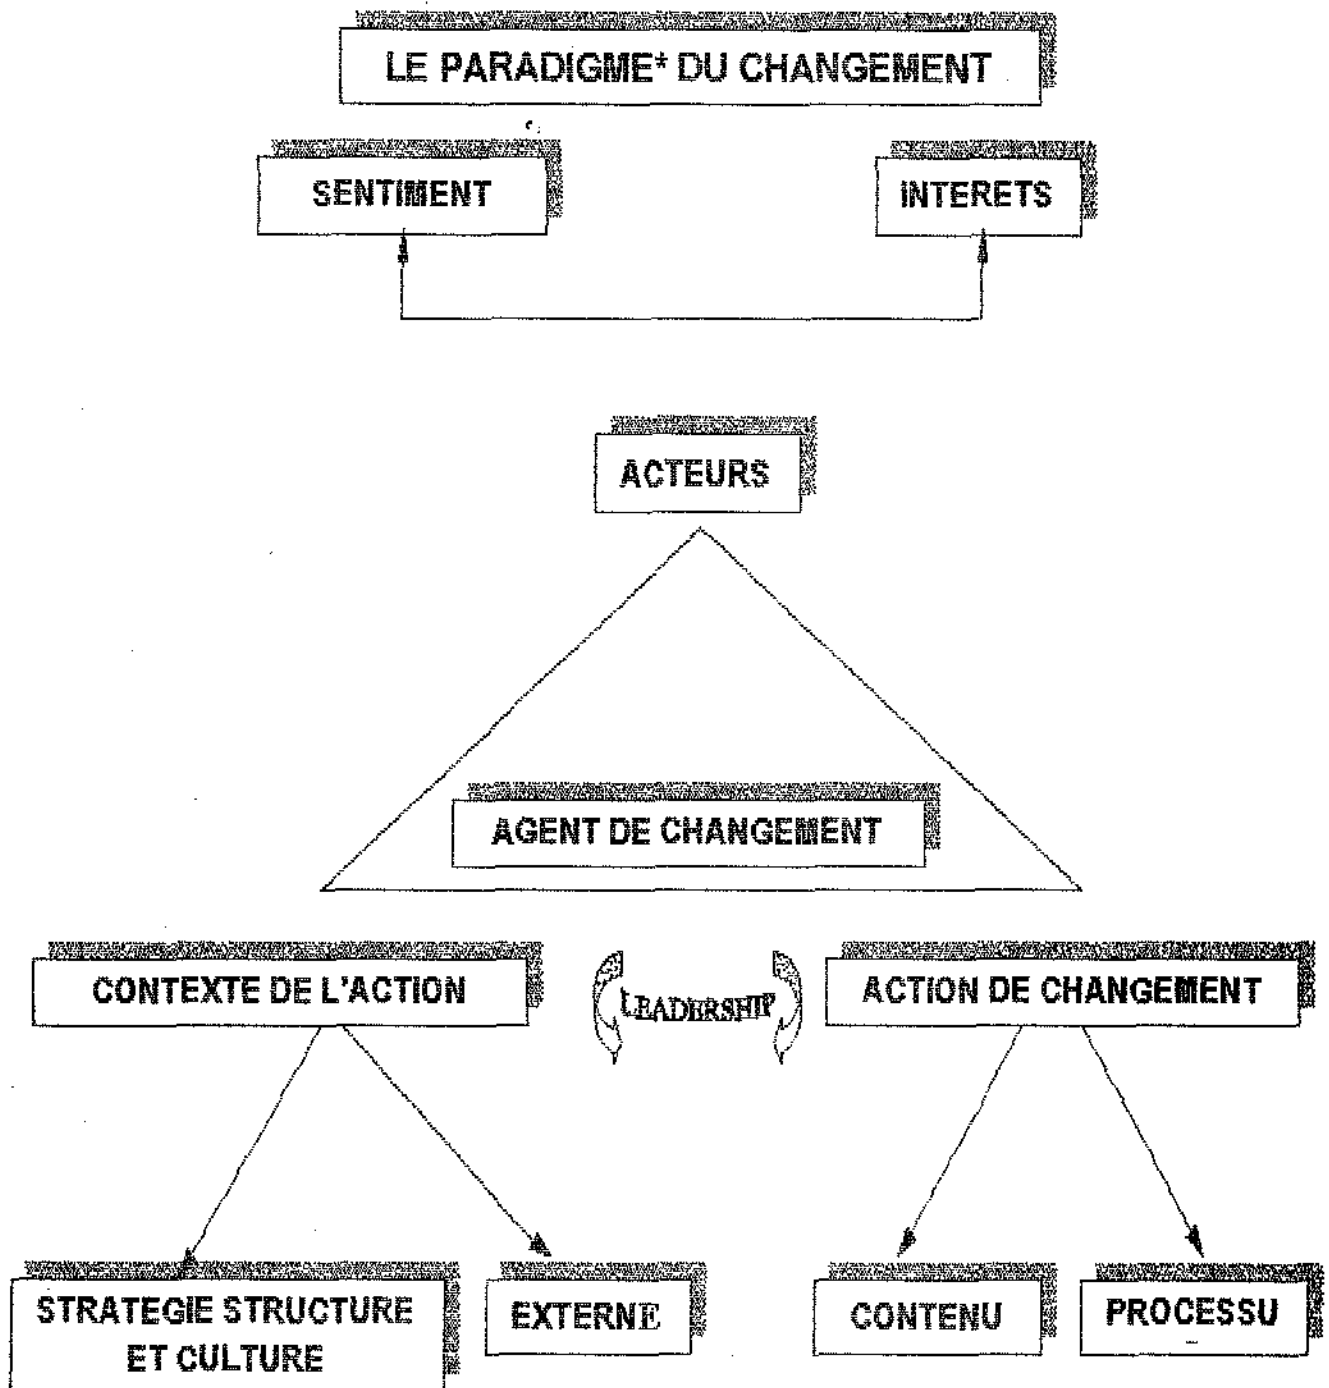 LE PARADIGME* DU CHANGEMENT
SENTIMENT
INTERETS
ACTEURS
AGENT DE CHANGEMENT
CONTEXTE DE L'ACTION
LEADERSHIP
ACTION DE CHANGEMENT
STRATEGIE STRUCTURE
ET CULTURE
EXTERNE
CONTENU
PROCESSU